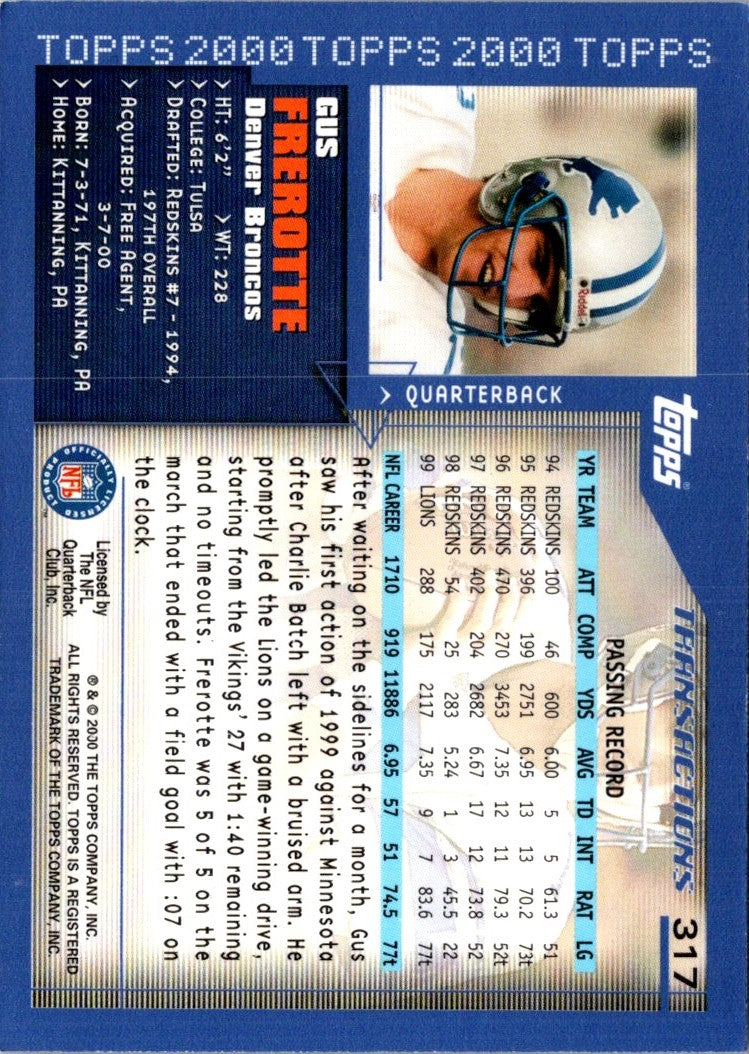 TOPPS 2000 TOPPS 2000 TOPPS
Riddell
> QUARTERBACK
GUS
FREROTTE
Denver Broncos
> HT: 6'2" > WT: 228
> COLLEGE: TULSA
> DRAFTED: REDSKINS #7 - 1994,
197TH OVERALL
> ACQUIRED: FREE AGENT,
3-7-00
> BORN: 7-3-71, KITTANNING, PA
> HOME: KITTANNING, PA
topps®
TRANSACTIONS 317
PASSING RECORD
YR TEAM ATT COMP YDS AVG TD INT RAT LG
94 REDSKINS 100 46 600 6.00 5 5 61.3 51
95 REDSKINS 396 199 2751 6.95 13 13 70.2 73t
96 REDSKINS 470 270 3453 7.35 12 11 79.3 52t
97 REDSKINS 402 204 2682 6.67 17 12 73.8 52
98 REDSKINS 54 25 283 5.24 1 3 45.5 22
99 LIONS 288 175 2117 7.35 9 7 83.6 77t
NFL CAREER 1710 919 11886 6.95 57 51 74.5 77t
After waiting on the sidelines for a month, Gus
saw his first action of 1999 against Minnesota
after Charlie Batch left with a bruised arm. He
promptly led the Lions on a game-winning drive,
starting from the Vikings' 27 with 1:40 remaining
and no timeouts. Frerotte was 5 of 5 on the
march that ended with a field goal with :07 on
the clock.
OFFICIALLY LICENSED PRODUCT
NFL
™
Licensed by
The NFL
Quarterback
Club, Inc.
® & © 2000 THE TOPPS COMPANY, INC.
ALL RIGHTS RESERVED. TOPPS IS A REGISTERED
TRADEMARK OF THE TOPPS COMPANY, INC.